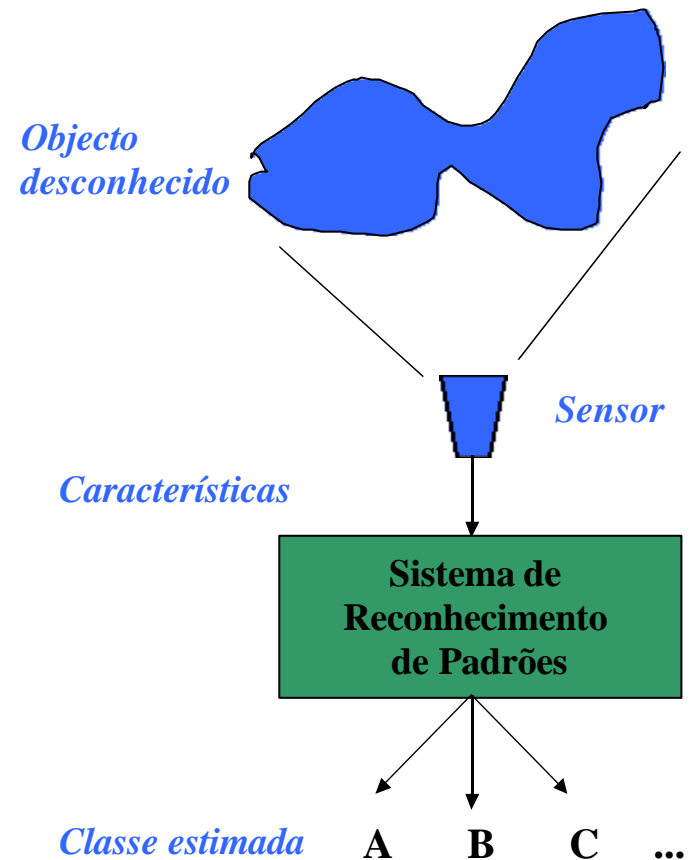 Objecto
desconhecido
Sensor
Características
Sistema de
Reconhecimento
de Padrões
Classe estimada A B C ...